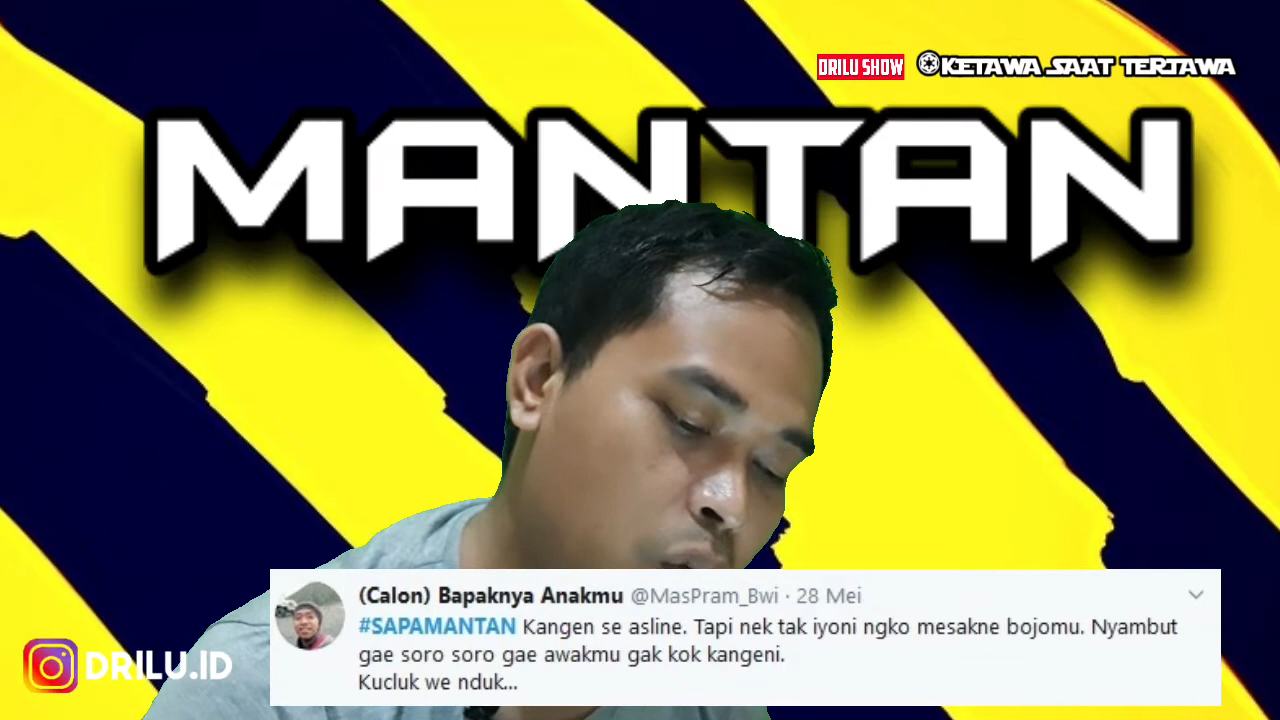 DRILU SHOW KETAWA SAAT TERTAWA
MANTAN
(Calon) Bapaknya Anakmu @MasPram_Bwi · 28 Mei
#SAPAMANTAN Kangen se asline. Tapi nek tak iyoni ngko mesakne bojomu. Nyambut
gae soro soro gae awakmu gak kok kangeni.
Kucluk we nduk...
DRILU.ID